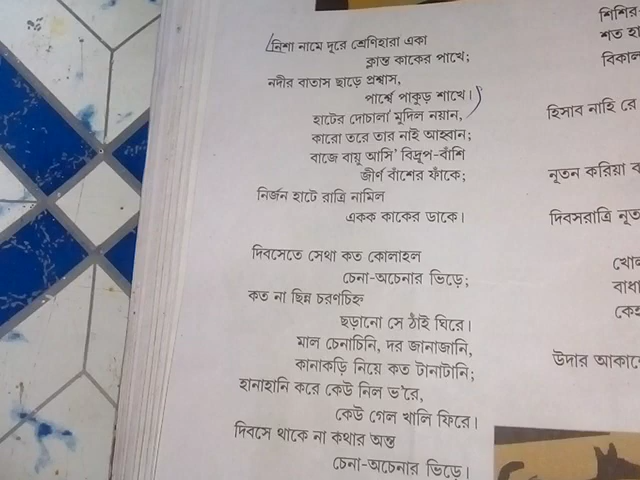 নিশা নামে দূরে শ্রেণিহারা একা
ক্লান্ত কাকের পাখে;
নদীর বাতাস ছাড়ে প্রশ্বাস,
পার্শ্বে পাকুড় শাখে।
হাটের দোচালা মুদিল নয়ান,
কারো তরে তার নাই আহ্বান;
বাজে বায়ু আসি' বিদ্রূপ-বাঁশি
জীর্ণ বাঁশের ফাঁকে;
নির্জন হাটে রাত্রি নামিল
একক কাকের ডাকে।
দিবসেতে সেথা কত কোলাহল
চেনা-অচেনার ভিড়ে;
কত না ছিন্ন চরণচিহ্ন
ছড়ানো সে ঠাঁই ঘিরে।
মাল চেনাচিনি, দর জানাজানি,
কানাকড়ি নিয়ে কত টানাটানি;
হানাহানি করে কেউ নিল ভ'রে,
কেউ গেল খালি ফিরে।
দিবসে থাকে না কথার অন্ত
চেনা-অচেনার ভিড়ে।
শিশির
শত
বিকাল
হিসাব নাহি রে
নূতন করিয়া
দিবসরাত্রি
বাধা
উদার